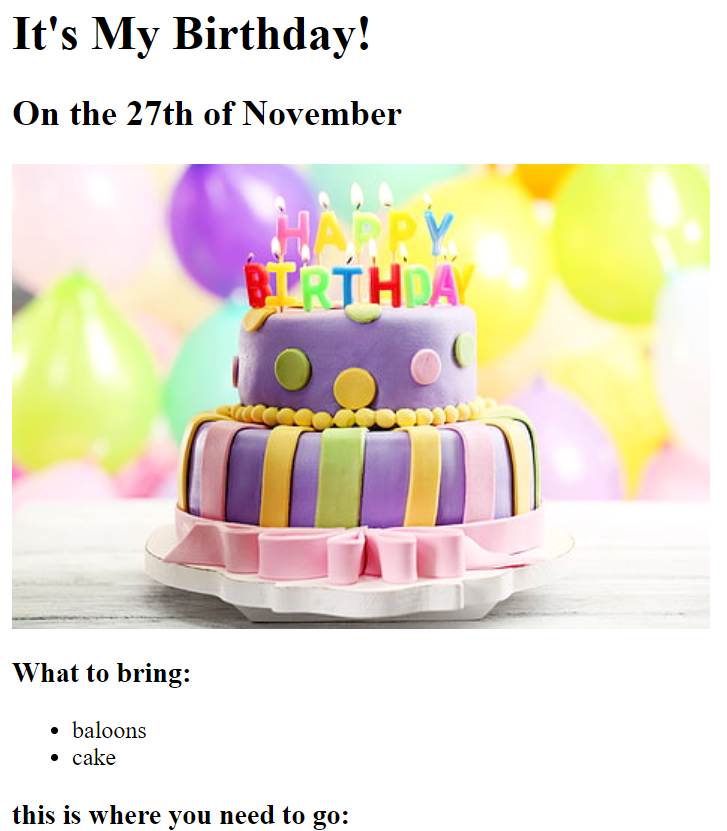 It's My Birthday!
On the 27th of November
HAPPY
BIRTHDAY
What to bring:
baloons
cake
this is where you need to go: